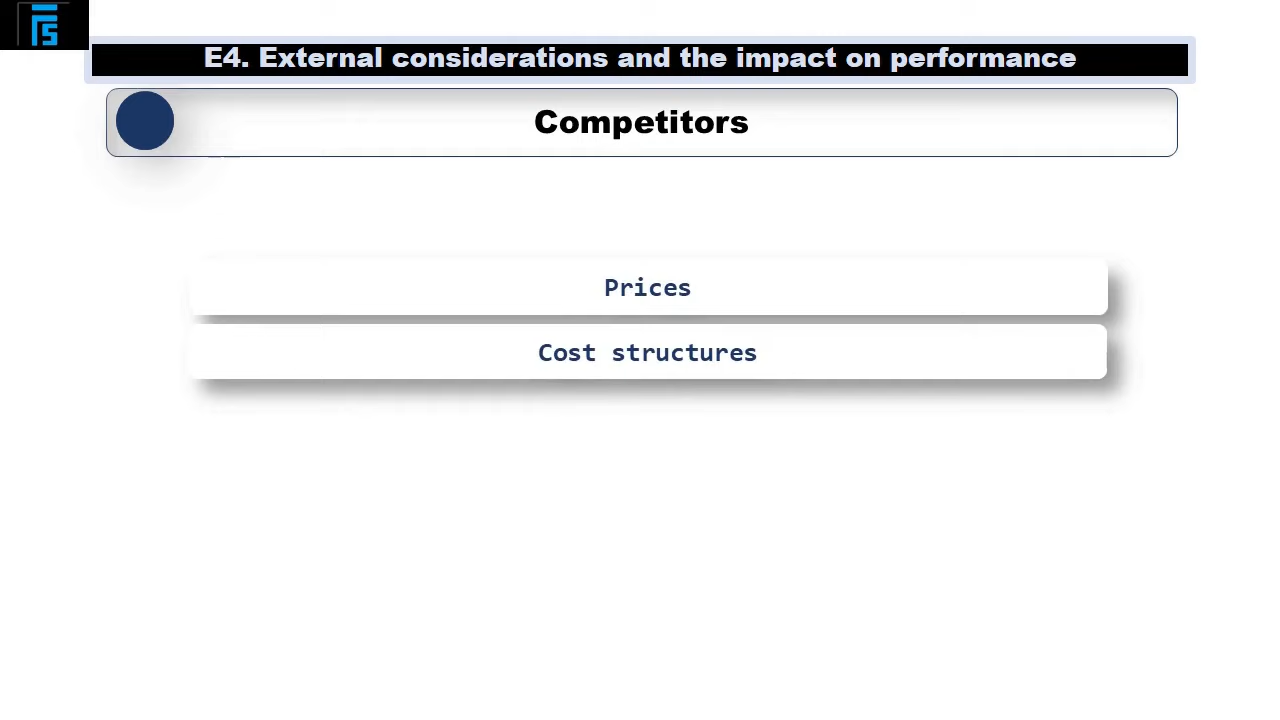 E4. External considerations and the impact on performance
Competitors
Prices
Cost structures